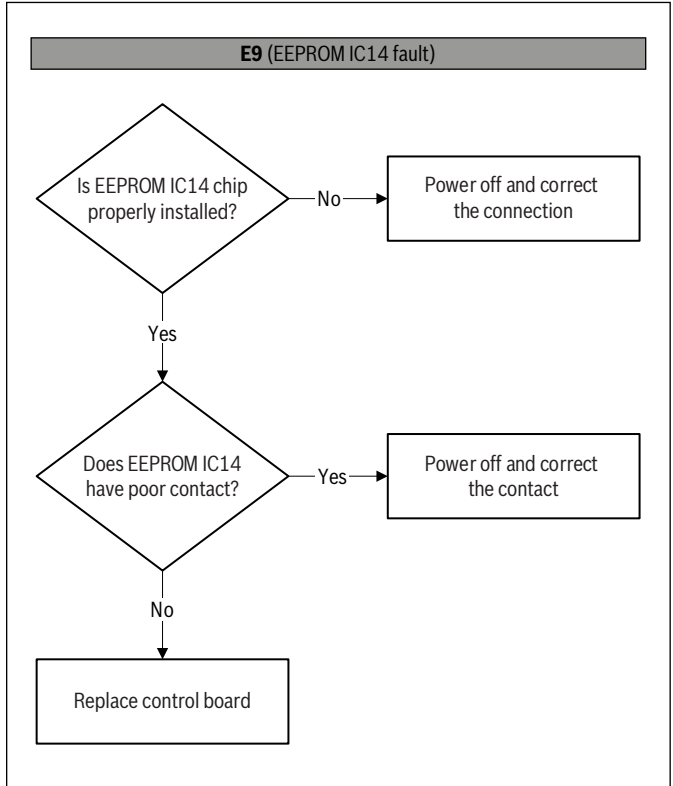 E9 (EEPROM IC14 fault)
Is EEPROM IC14 chip
properly installed?
No
Power off and correct
the connection
Yes
Does EEPROM IC14
have poor contact?
Yes
Power off and correct
the contact
No
Replace control board